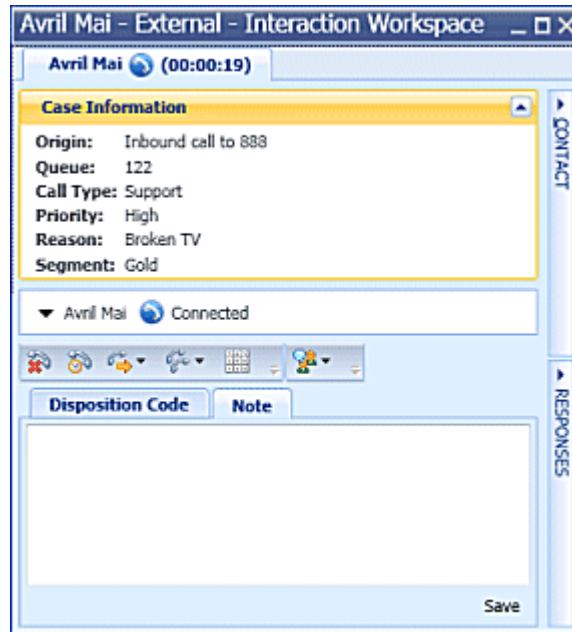 Avril Mai - External - Interaction Workspace
Avril Mai (00:00:19)
Case Information
Origin: Inbound call to 888
Queue: 122
Call Type: Support
Priority: High
Reason: Broken TV
Segment: Gold
Avril Mai Connected
Disposition Code Note
Save
CONTACT
RESPONSES